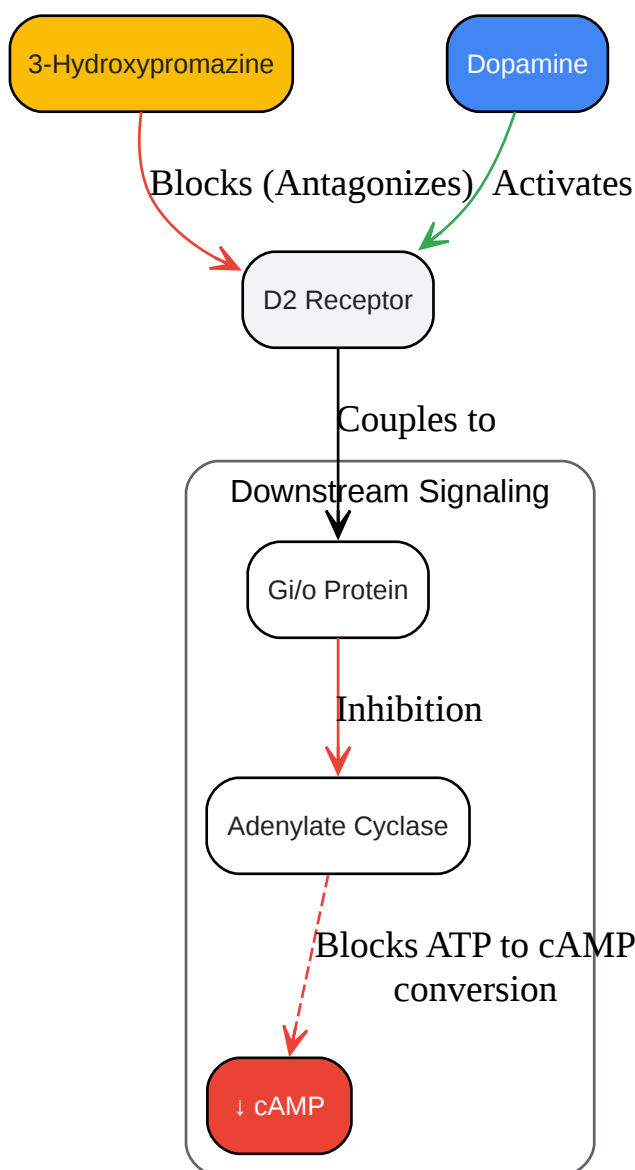 3-Hydroxypromazine
Dopamine
Blocks (Antagonizes)
Activates
D2 Receptor
Couples to
Downstream Signaling
Gi/o Protein
Inhibition
Adenylate Cyclase
Blocks ATP to cAMP
conversion
↓ cAMP